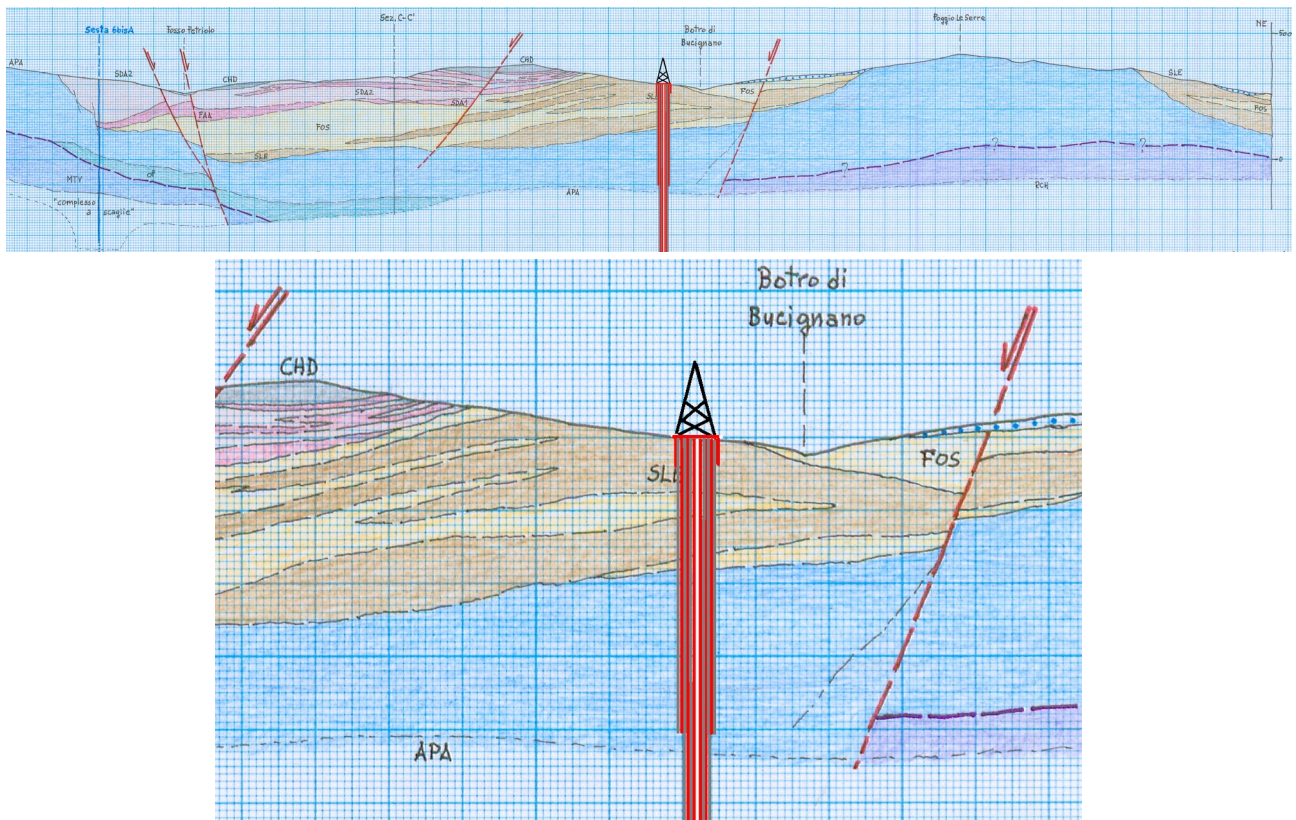 Sesta 6bisA
Fosso Petriolo
Sez. C-C'
Botro di
Bucignano
Poggio Le Serre
NE
500
APA
SDA2
CHD
CHD
SLE
SDA2
SDA1
FAA
FOS
FOS
FOS
SLE
0
MTV
"complesso
a scaglie"
APA
RCH
?
?
?
Botro di
Bucignano
CHD
FOS
APA